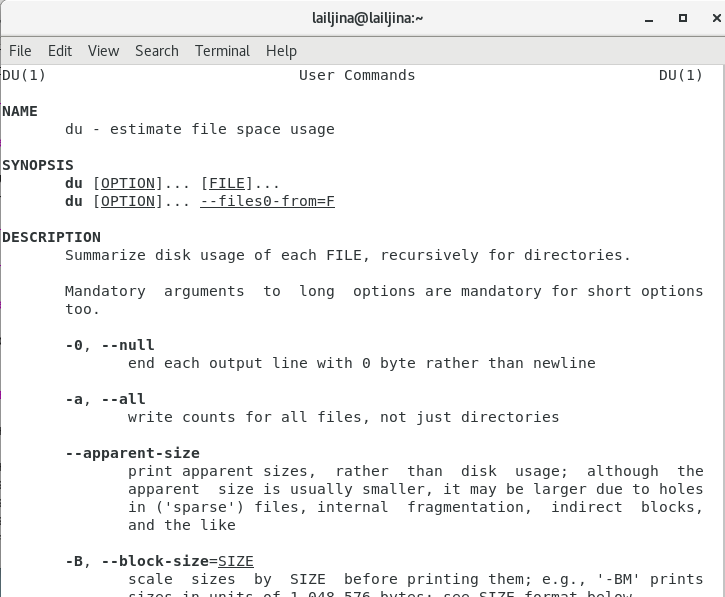 lailjina@lailjina:~
File Edit View Search Terminal Help
DU(1) User Commands DU(1)
NAME
du - estimate file space usage
SYNOPSIS
du [OPTION]... [FILE]...
du [OPTION]... --files0-from=F
DESCRIPTION
Summarize disk usage of each FILE, recursively for directories.
Mandatory arguments to long options are mandatory for short options
too.
-0, --null
end each output line with 0 byte rather than newline
-a, --all
write counts for all files, not just directories
--apparent-size
print apparent sizes, rather than disk usage; although the
apparent size is usually smaller, it may be larger due to holes
in ('sparse') files, internal fragmentation, indirect blocks,
and the like
-B, --block-size=SIZE
scale sizes by SIZE before printing them; e.g., '-BM' prints
sizes in units of 1,048,576 bytes; see SIZE format below